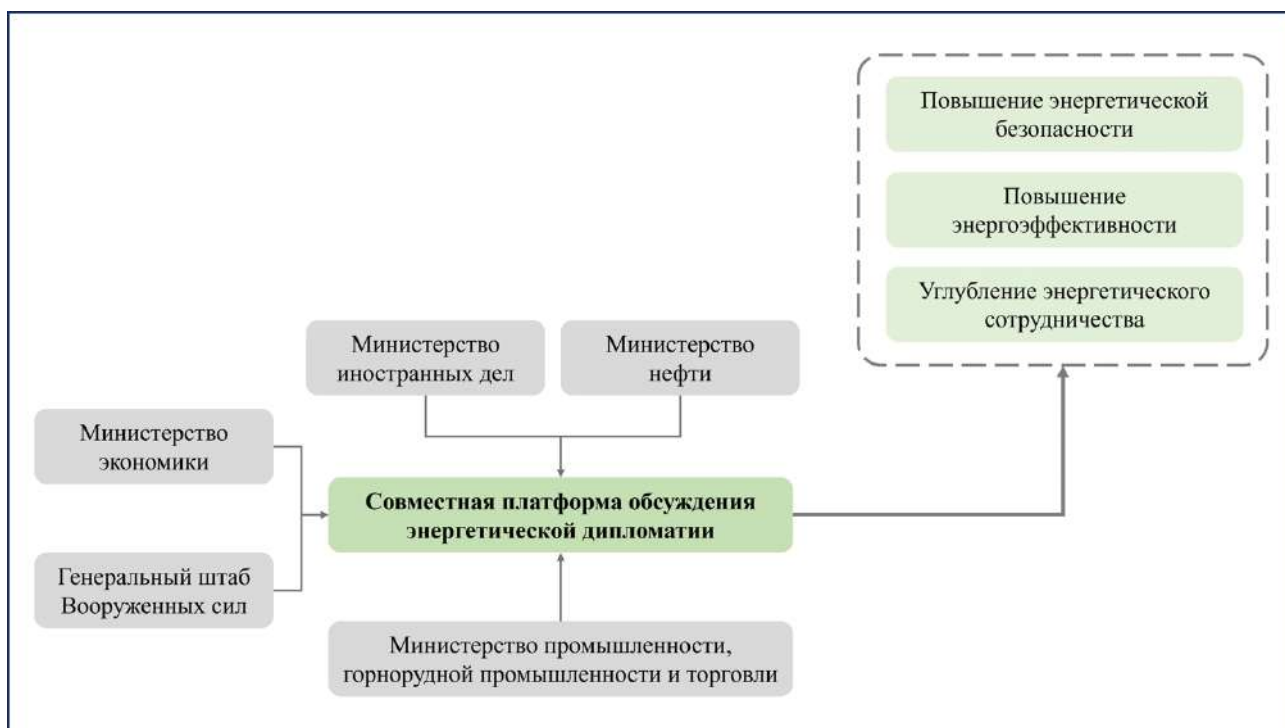 Повышение энергетической
безопасности
Повышение
энергоэффективности
Углубление энергетического
сотрудничества
Министерство
иностранных дел
Министерство
нефти
Министерство
экономики
Совместная платформа обсуждения
энергетической дипломатии
Генеральный штаб
Вооруженных сил
Министерство промышленности,
горнорудной промышленности и торговли